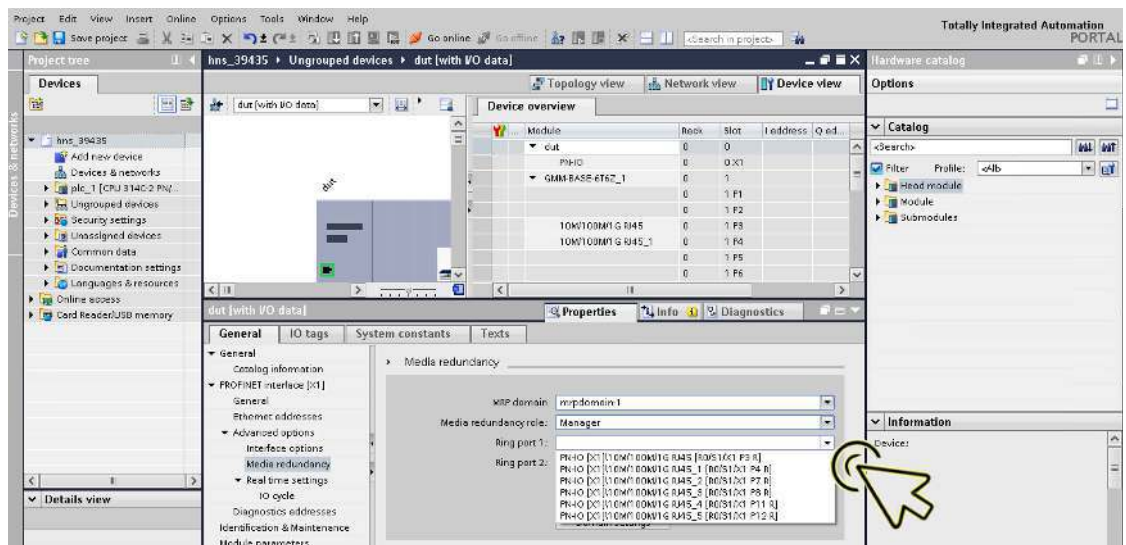 Project Edit View Insert Online Options Tools Window Help
Totally Integrated Automation
PORTAL
Save project
Go online
Go offline
<Search in project>
Project tree
hns_39435 ▸ Ungrouped devices ▸ dut [with I/O data]
Hardware catalog
Devices
Topology view
Network view
Device view
Options
dut [with I/O data]
Device overview
Devices & networks
Module Rack Slot I address Q ad...
Catalog
hns_39435
dut 0 0
<Search>
Add new device
PN-IO 0 0 X1
Filter Profile: <All>
Devices & networks
GMM-BASE-6T6Z_1 0 1
Head module
plc_1 [CPU 314C-2 PN/...
0 1 P1
Module
Ungrouped devices
0 1 P2
Submodules
Security settings
10M/100M/1G RJ45 0 1 P3
Unassigned devices
10M/100M/1G RJ45_1 0 1 P4
Common data
0 1 P5
Documentation settings
0 1 P6
Languages & resources
dut
Online access
Card Reader/USB memory
dut [with I/O data]
Properties
Info
Diagnostics
General IO tags System constants Texts
General
Catalog information
Media redundancy
PROFINET interface [X1]
General
MRP domain mrpdomain-1
Ethernet addresses
Media redundancy role: Manager
Information
Advanced options
Ring port 1:
Device:
Interface options
Media redundancy
Ring port 2:
PN-IO [X1]\10M/100M/1G RJ45 [R0/S1/X1 P3 R]
PN-IO [X1]\10M/100M/1G RJ45_1 [R0/S1/X1 P4 R]
PN-IO [X1]\10M/100M/1G RJ45_2 [R0/S1/X1 P7 R]
PN-IO [X1]\10M/100M/1G RJ45_3 [R0/S1/X1 P8 R]
PN-IO [X1]\10M/100M/1G RJ45_4 [R0/S1/X1 P11 R]
PN-IO [X1]\10M/100M/1G RJ45_5 [R0/S1/X1 P12 R]
Real time settings
IO cycle
Details view
Diagnostics addresses
Identification & Maintenance
Domain settings
Module parameters